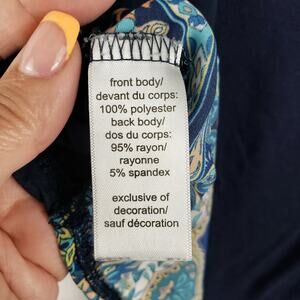 front body/
devant du corps:
100% polyester
back body/
dos du corps:
95% rayon/
rayonne
5% spandex
exclusive of
decoration/
sauf décoration